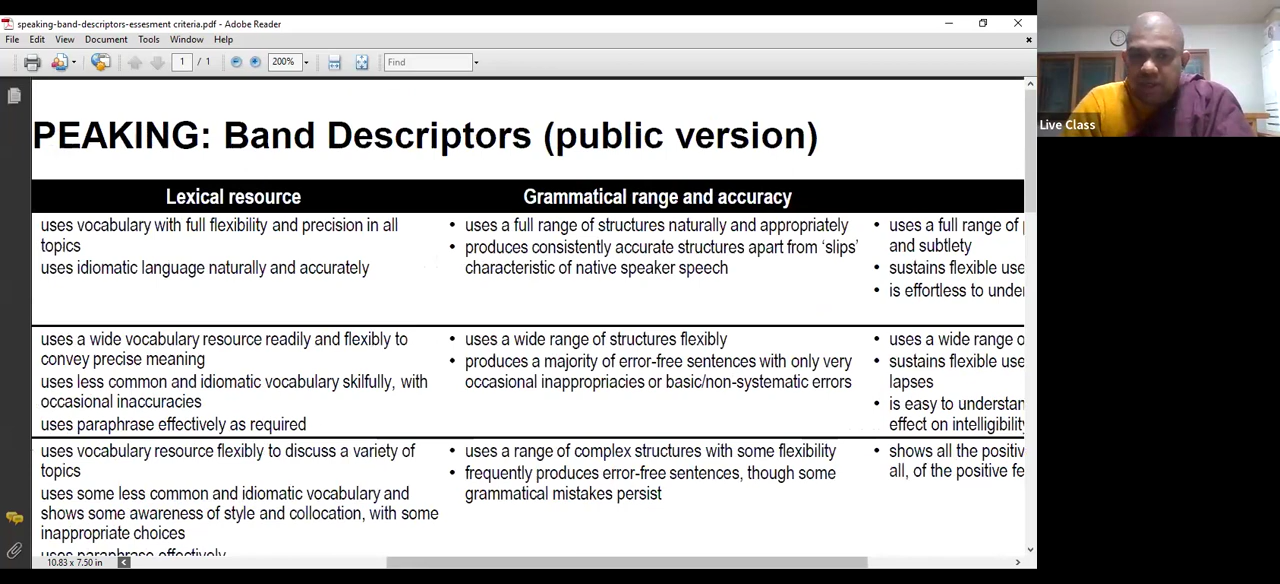 speaking-band-descriptors-essesment criteria.pdf - Adobe Reader
File Edit View Document Tools Window Help
1 / 1 200% Find
PEAKING: Band Descriptors (public version)
Lexical resource
uses vocabulary with full flexibility and precision in all
topics
uses idiomatic language naturally and accurately
uses a wide vocabulary resource readily and flexibly to
convey precise meaning
uses less common and idiomatic vocabulary skilfully, with
occasional inaccuracies
uses paraphrase effectively as required
uses vocabulary resource flexibly to discuss a variety of
topics
uses some less common and idiomatic vocabulary and
shows some awareness of style and collocation, with some
inappropriate choices
uses paraphrase effectively
Grammatical range and accuracy
• uses a full range of structures naturally and appropriately
• produces consistently accurate structures apart from ‘slips’
characteristic of native speaker speech
• uses a wide range of structures flexibly
• produces a majority of error-free sentences with only very
occasional inappropriacies or basic/non-systematic errors
• uses a range of complex structures with some flexibility
• frequently produces error-free sentences, though some
grammatical mistakes persist
• uses a full range of
and subtlety
• sustains flexible use
• is effortless to under
• uses a wide range o
• sustains flexible use
lapses
• is easy to understan
effect on intelligibility
• shows all the positiv
all, of the positive fe
10.83 x 7.50 in
Live Class